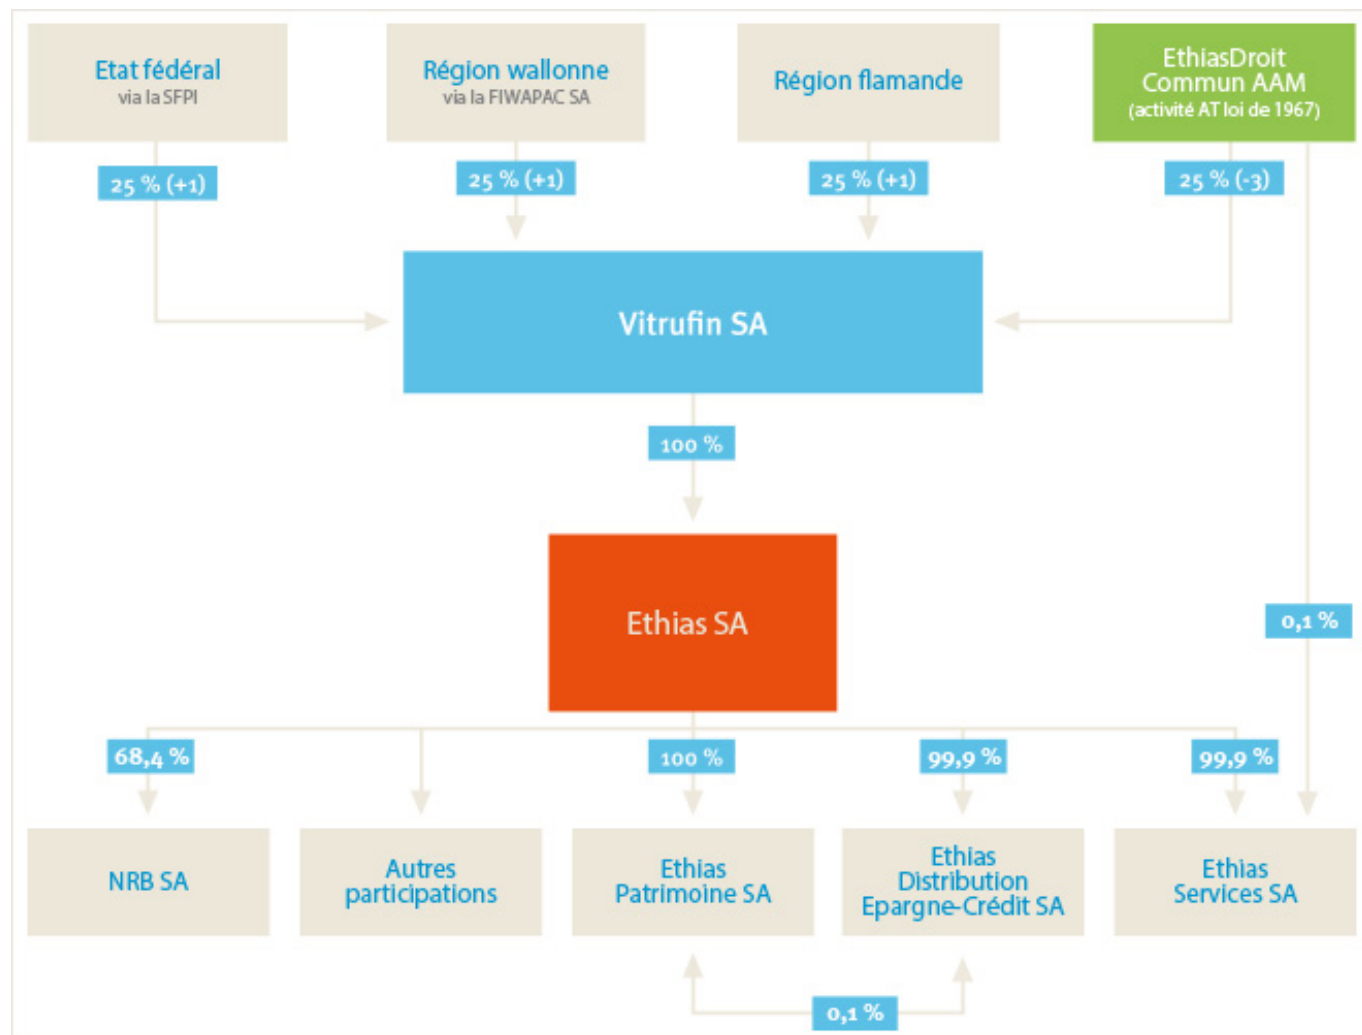 Etat fédéral
via la SFPI
Région wallonne
via la FIWAPAC SA
Région flamande
EthiasDroit
Commun AAM
(activité AT loi de 1967)
25 % (+1)
25 % (+1)
25 % (+1)
25 % (-3)
Vitrufin SA
100 %
Ethias SA
0,1 %
68,4 %
100 %
99,9 %
99,9 %
NRB SA
Autres
participations
Ethias
Patrimoine SA
Ethias
Distribution
Epargne-Crédit SA
Ethias
Services SA
0,1 %